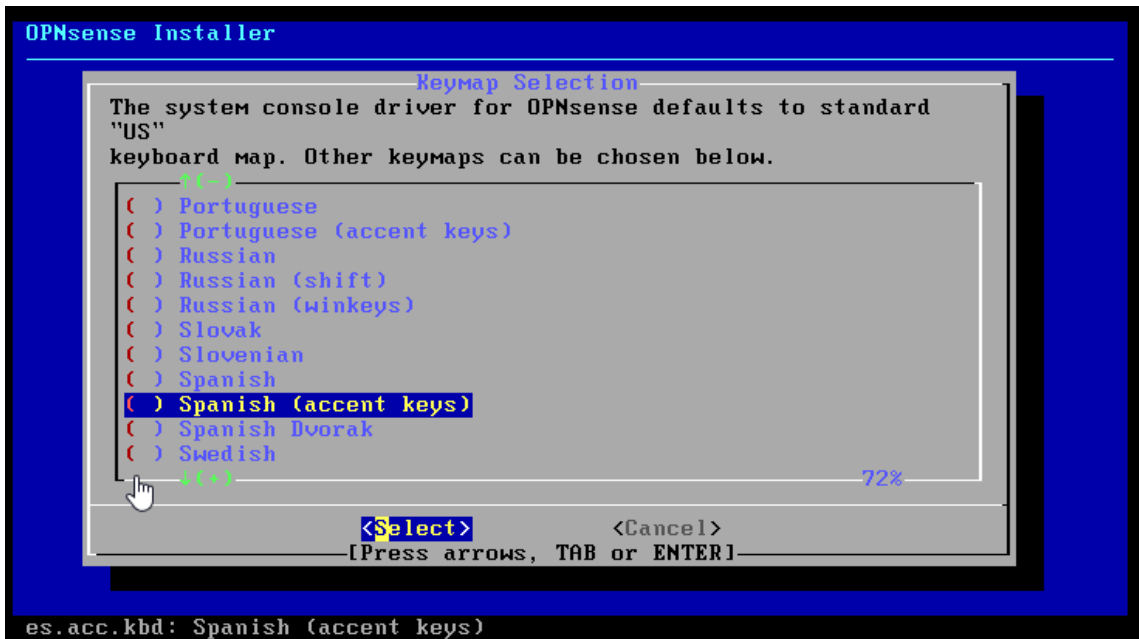 OPNsense Installer
Keymap Selection
The system console driver for OPNsense defaults to standard
"US"
keyboard map. Other keymaps can be chosen below.
↑(-)
( ) Portuguese
( ) Portuguese (accent keys)
( ) Russian
( ) Russian (shift)
( ) Russian (winkeys)
( ) Slovak
( ) Slovenian
( ) Spanish
( ) Spanish (accent keys)
( ) Spanish Dvorak
( ) Swedish
↓(+) 72%
<Select> <Cancel>
[Press arrows, TAB or ENTER]
es.acc.kbd: Spanish (accent keys)